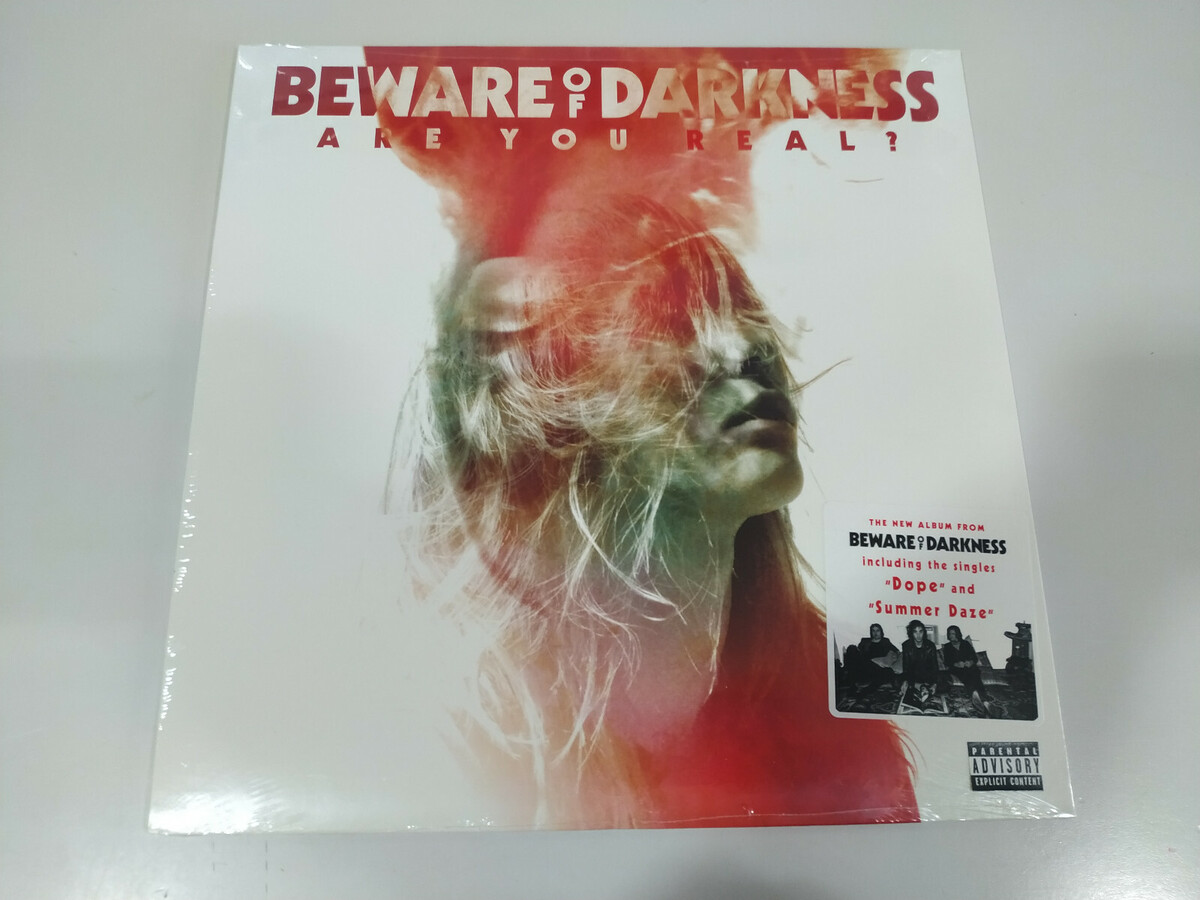 BEWARE OF DARKNESS
ARE YOU REAL?
THE NEW ALBUM FROM
BEWARE OF DARKNESS
including the singles
"Dope" and
"Summer Daze"
PARENTAL
ADVISORY
EXPLICIT CONTENT